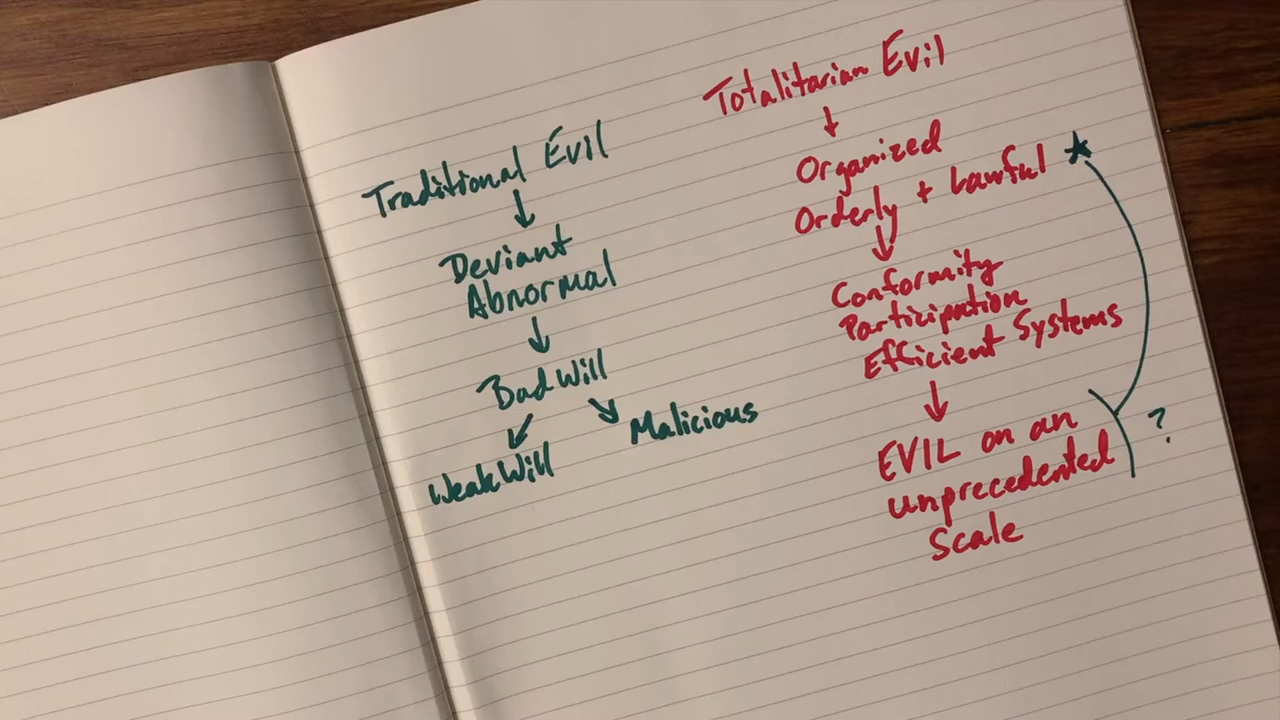 Traditional Evil
Deviant
Abnormal
Bad Will
Weak Will
Malicious
Totalitarian Evil
Organized
Orderly + Lawful
Conformity
Participation
Efficient Systems
EVIL on an
unprecedented
Scale
?